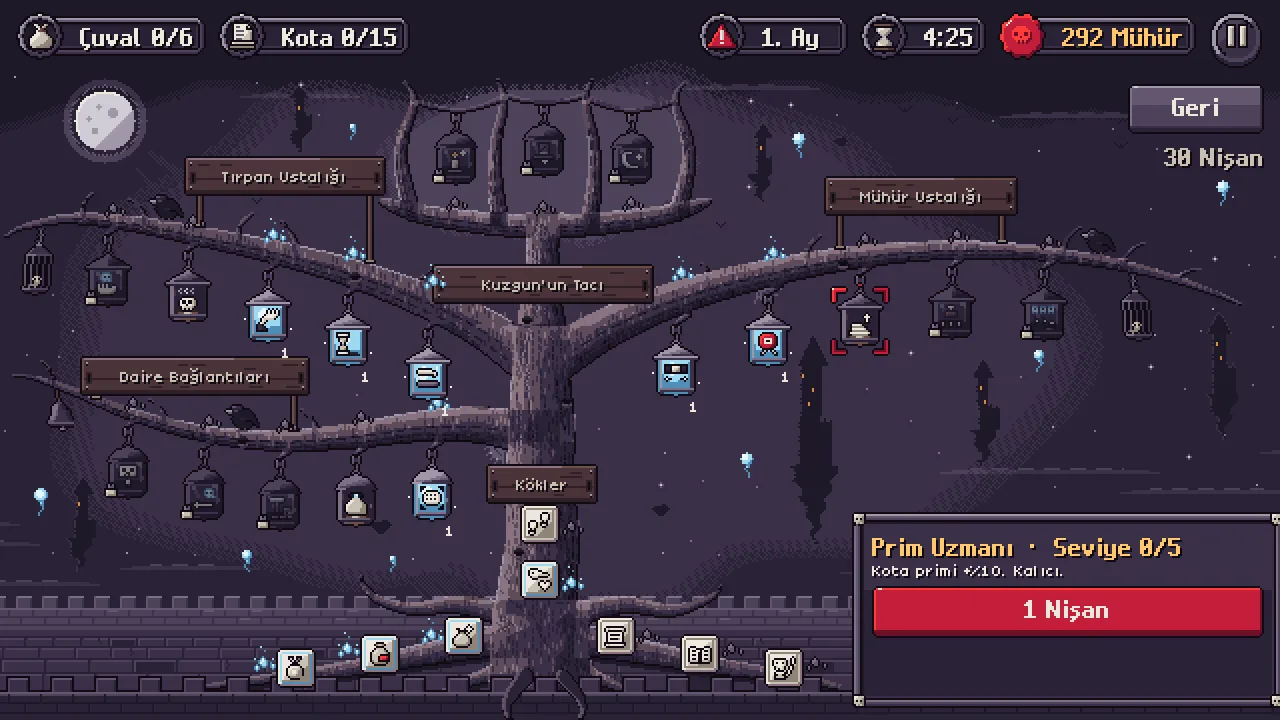 Çuval 0/6
Kota 0/15
1. Ay
4:25
292 Mühür
Geri
30 Nişan
Tırpan Ustalığı
Mühür Ustalığı
Kuzgun'un Tacı
1
1
1
1
1
Daire Bağlantıları
Kökler
1
Prim Uzmanı · Seviye 0/5
Kota primi +%10. Kalıcı.
1 Nişan